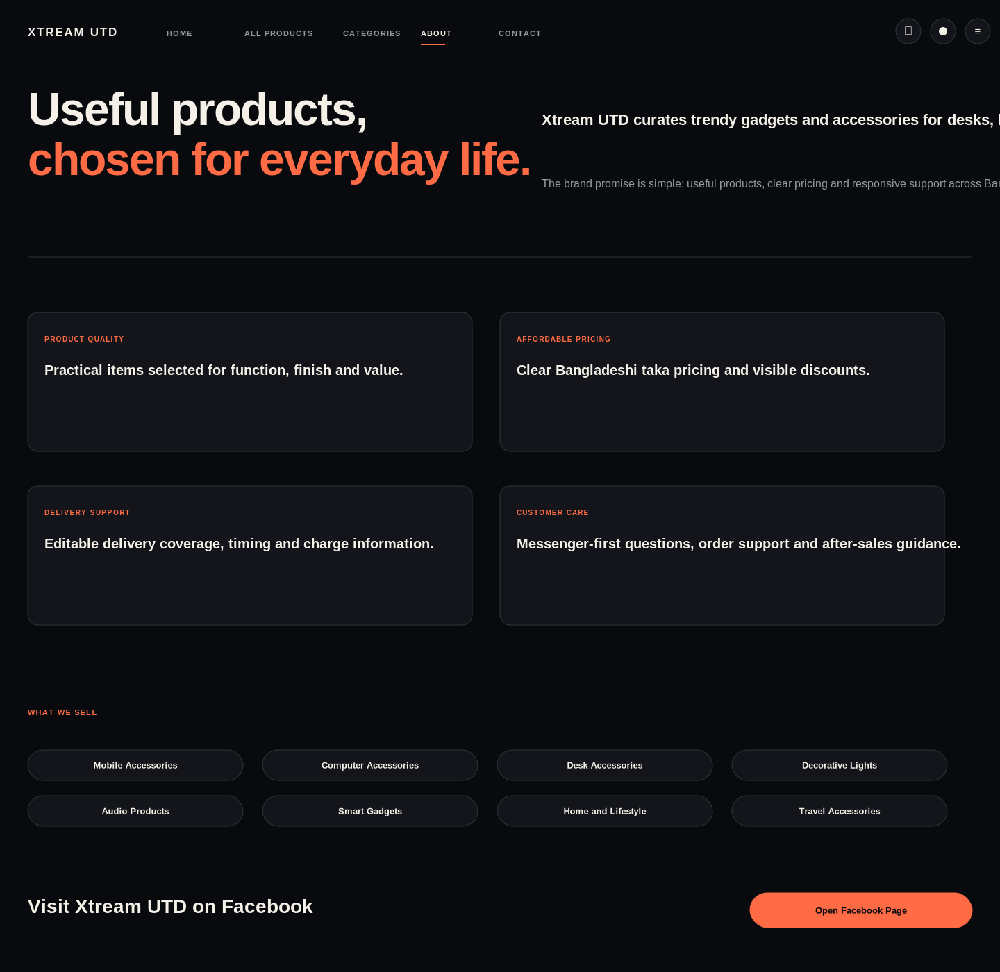 XTREAM UTD
HOME
ALL PRODUCTS
CATEGORIES
ABOUT
CONTACT
≡
Useful products,
chosen for everyday life.
Xtream UTD curates trendy gadgets and accessories for desks,
The brand promise is simple: useful products, clear pricing and responsive support across
PRODUCT QUALITY
Practical items selected for function, finish and value.
AFFORDABLE PRICING
Clear Bangladeshi taka pricing and visible discounts.
DELIVERY SUPPORT
Editable delivery coverage, timing and charge information.
CUSTOMER CARE
Messenger-first questions, order support and after-sales guidance.
WHAT WE SELL
Mobile Accessories
Computer Accessories
Desk Accessories
Decorative Lights
Audio Products
Smart Gadgets
Home and Lifestyle
Travel Accessories
Visit Xtream UTD on Facebook
Open Facebook Page